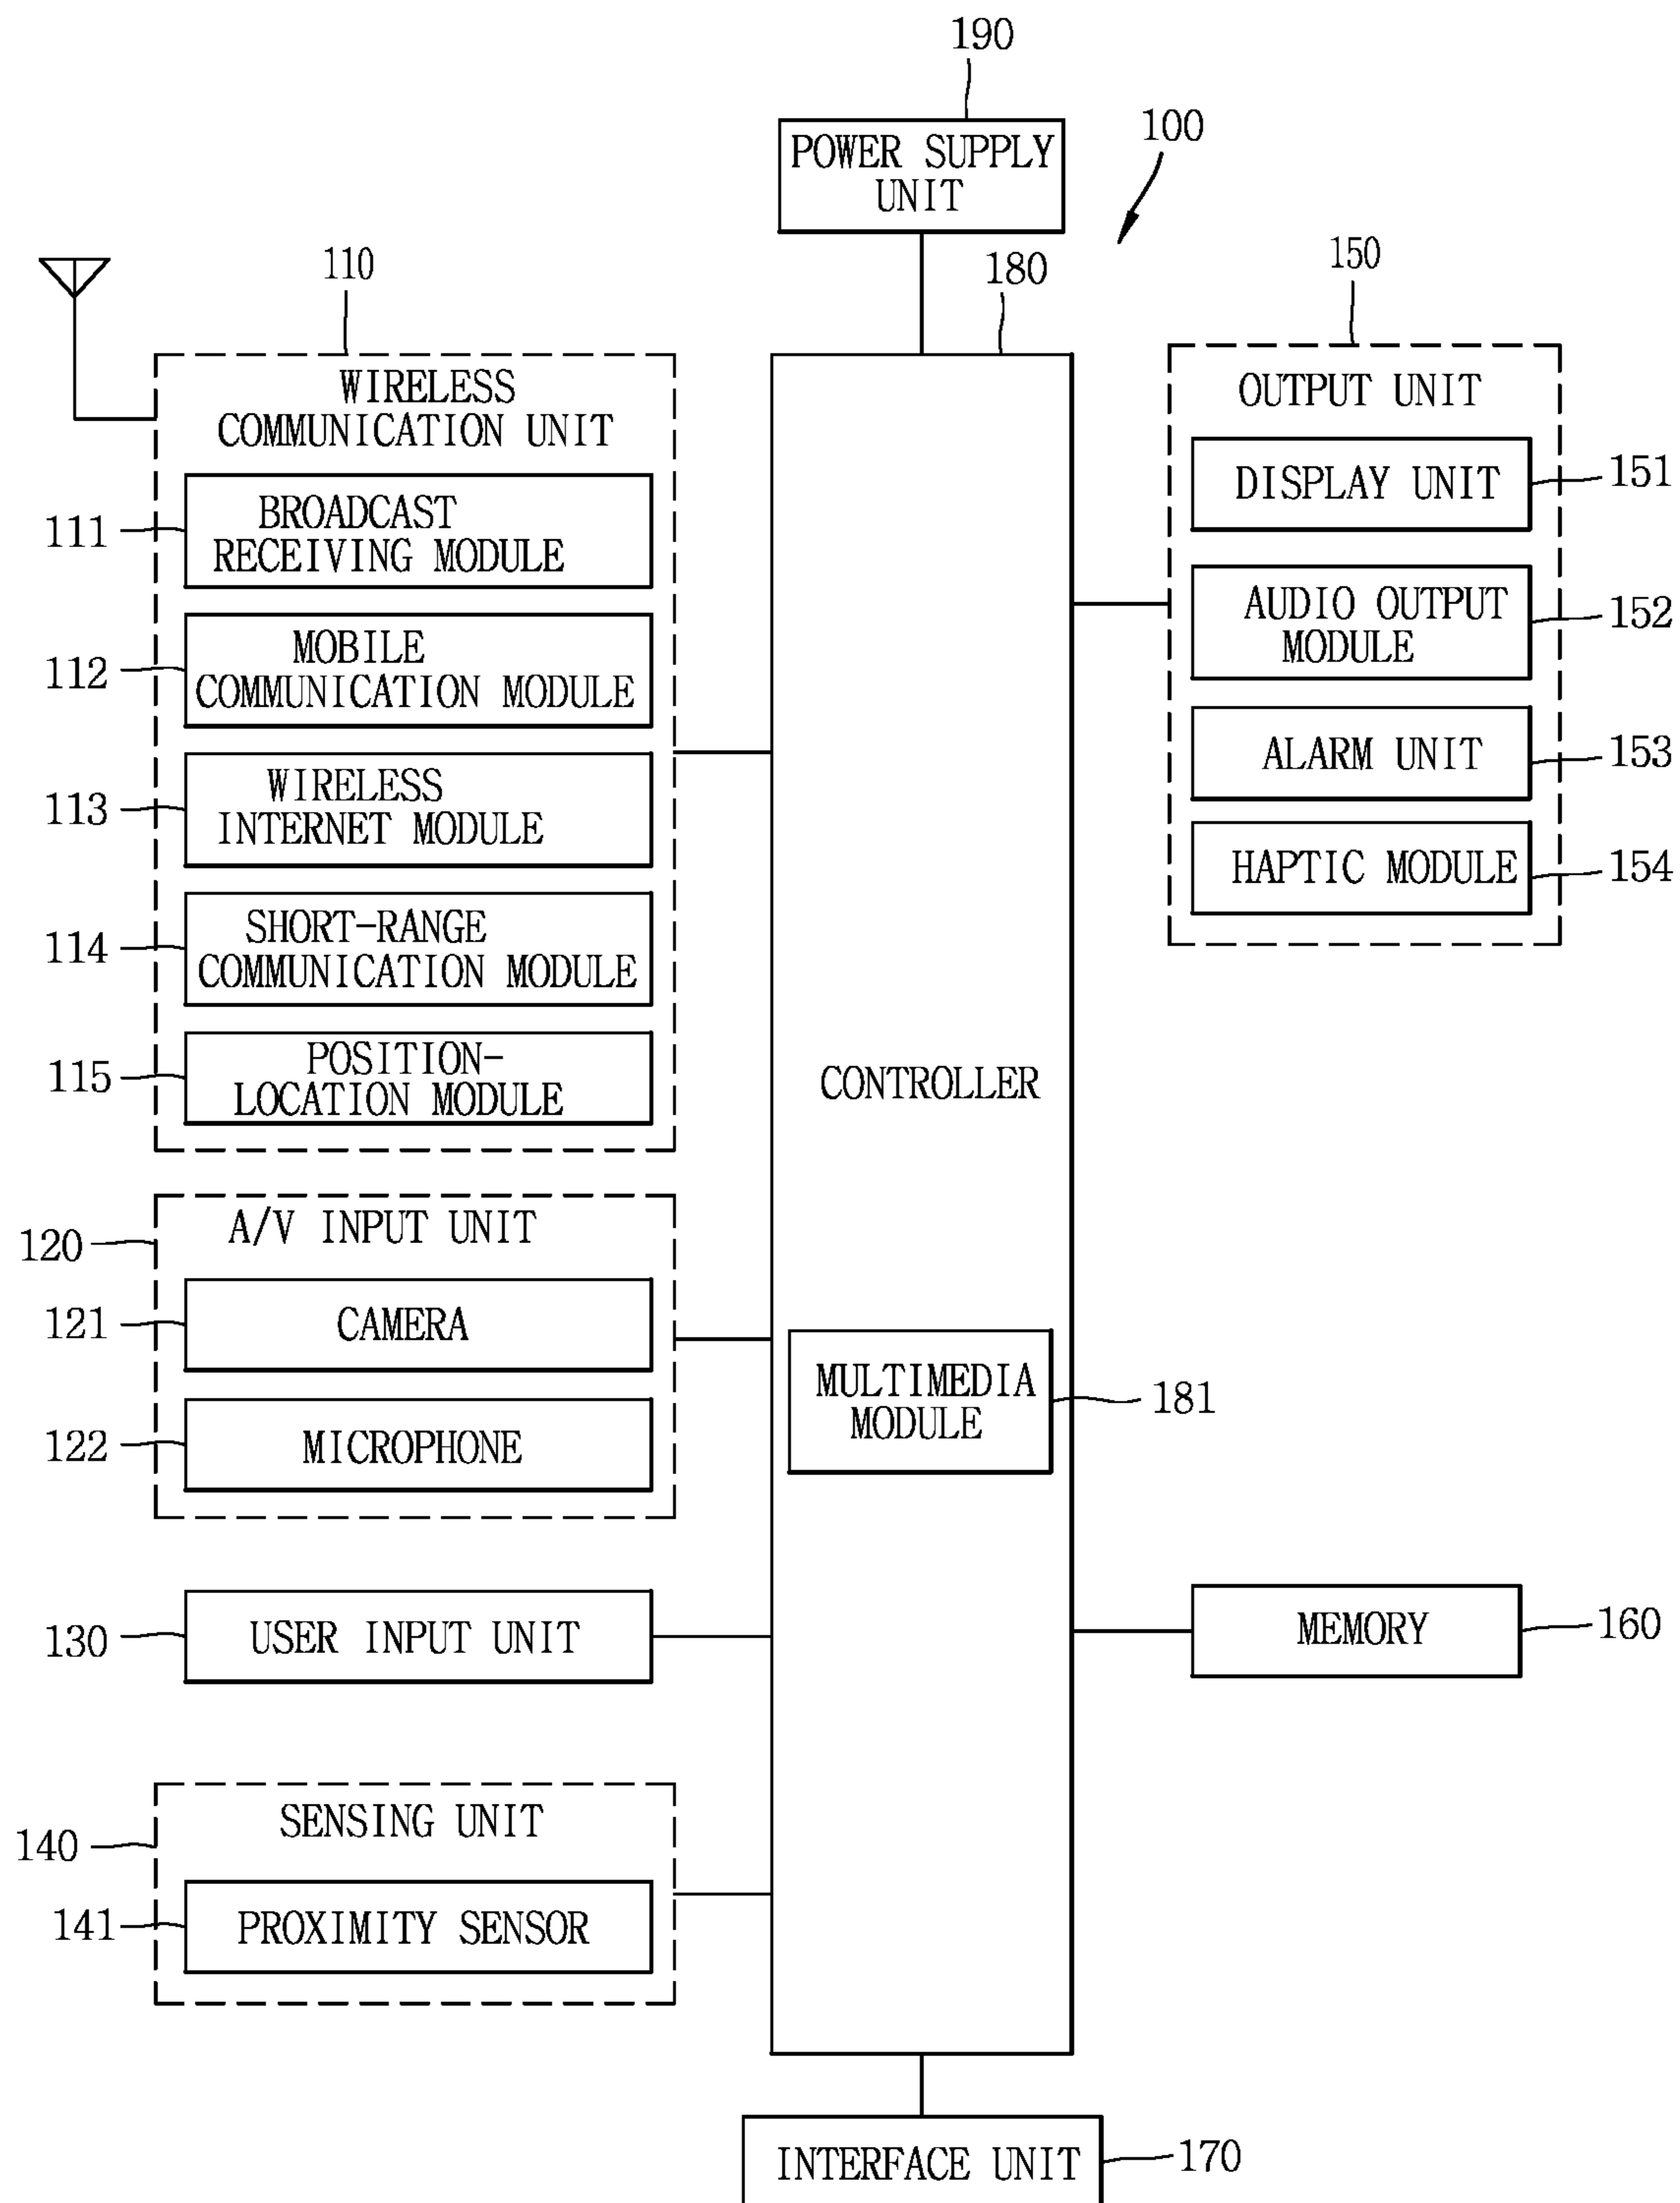 190
POWER SUPPLY
UNIT
100
110
180
150
WIRELESS
COMMUNICATION UNIT
111
BROADCAST
RECEIVING MODULE
112
MOBILE
COMMUNICATION MODULE
113
WIRELESS
INTERNET MODULE
114
SHORT-RANGE
COMMUNICATION MODULE
115
POSITION-
LOCATION MODULE
120
A/V INPUT UNIT
121
CAMERA
122
MICROPHONE
130
USER INPUT UNIT
140
SENSING UNIT
141
PROXIMITY SENSOR
CONTROLLER
MULTIMEDIA
MODULE
181
OUTPUT UNIT
DISPLAY UNIT
151
AUDIO OUTPUT
MODULE
152
ALARM UNIT
153
HAPTIC MODULE
154
MEMORY
160
INTERFACE UNIT
170